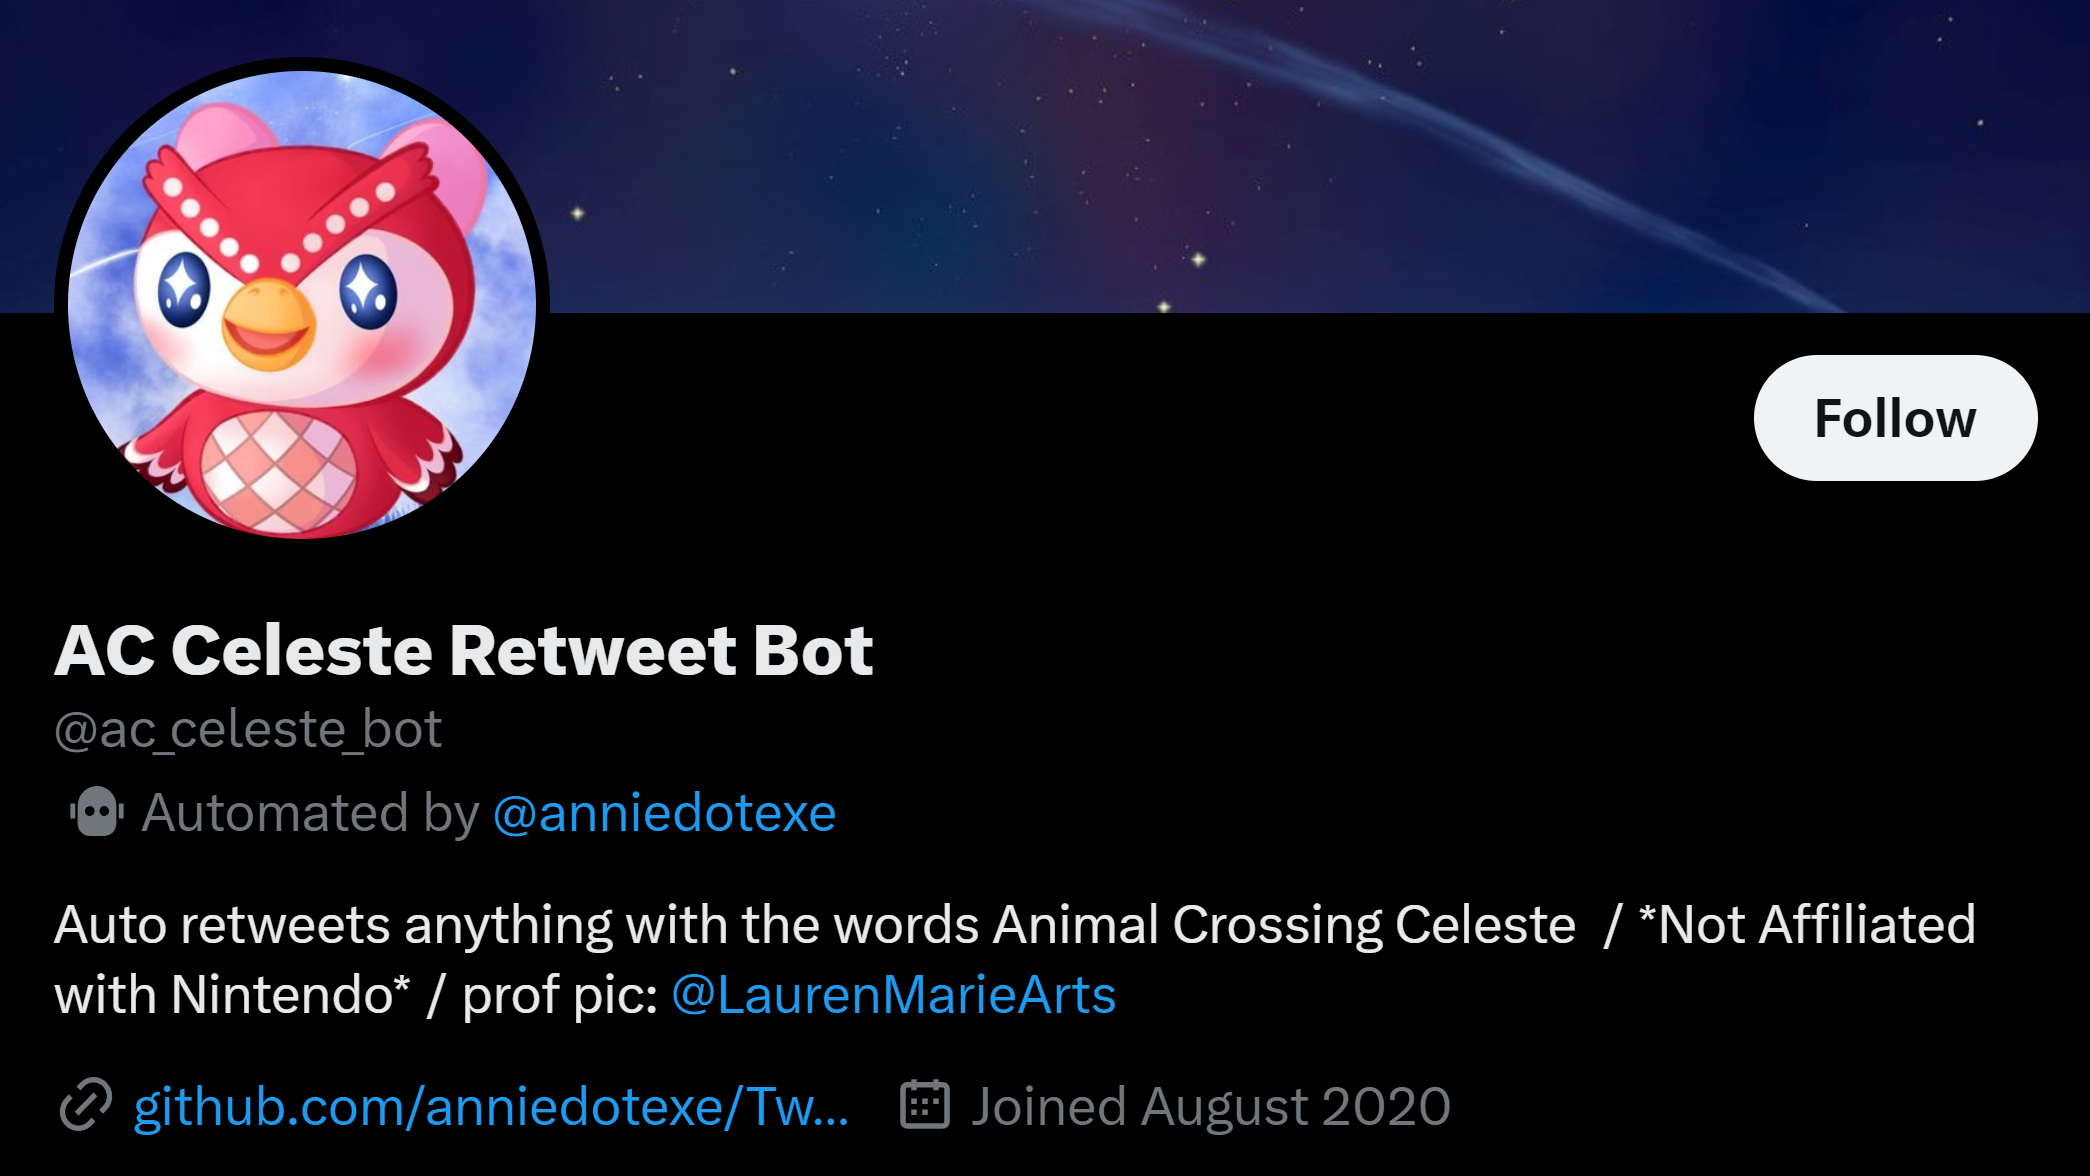 Follow
AC Celeste Retweet Bot
@ac_celeste_bot
Automated by @anniedotexe
Auto retweets anything with the words Animal Crossing Celeste / *Not Affiliated
with Nintendo* / prof pic: @LaurenMarieArts
github.com/anniedotexe/Tw... Joined August 2020